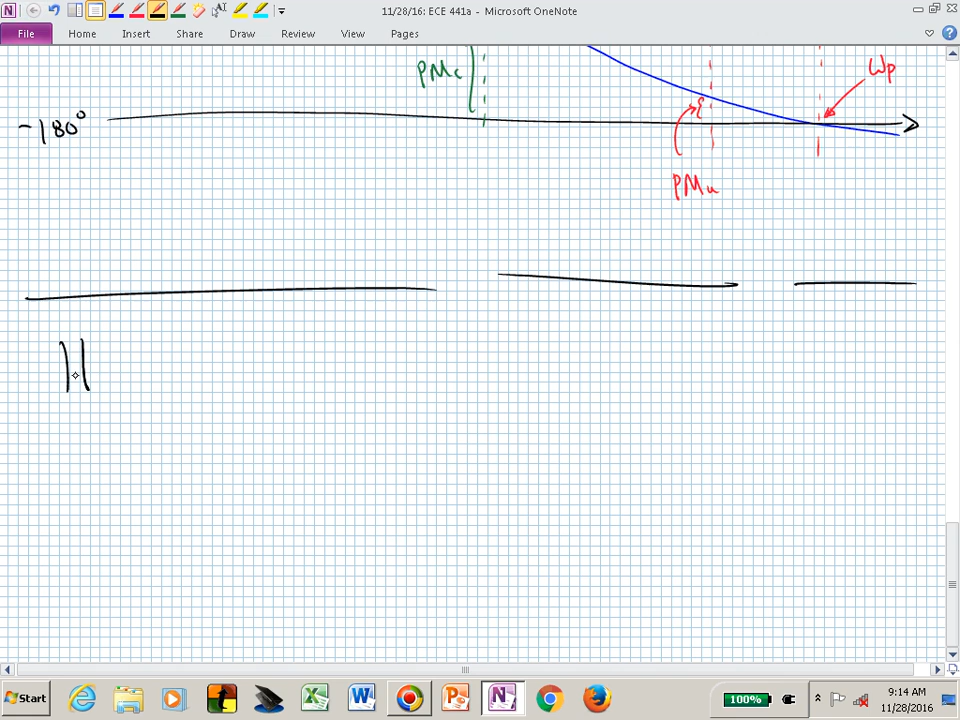 11/28/16: ECE 441a - Microsoft OneNote
File Home Insert Share Draw Review View Pages
PMc
Wp
-180°
PMu
Start
100%
9:14 AM
11/28/2016